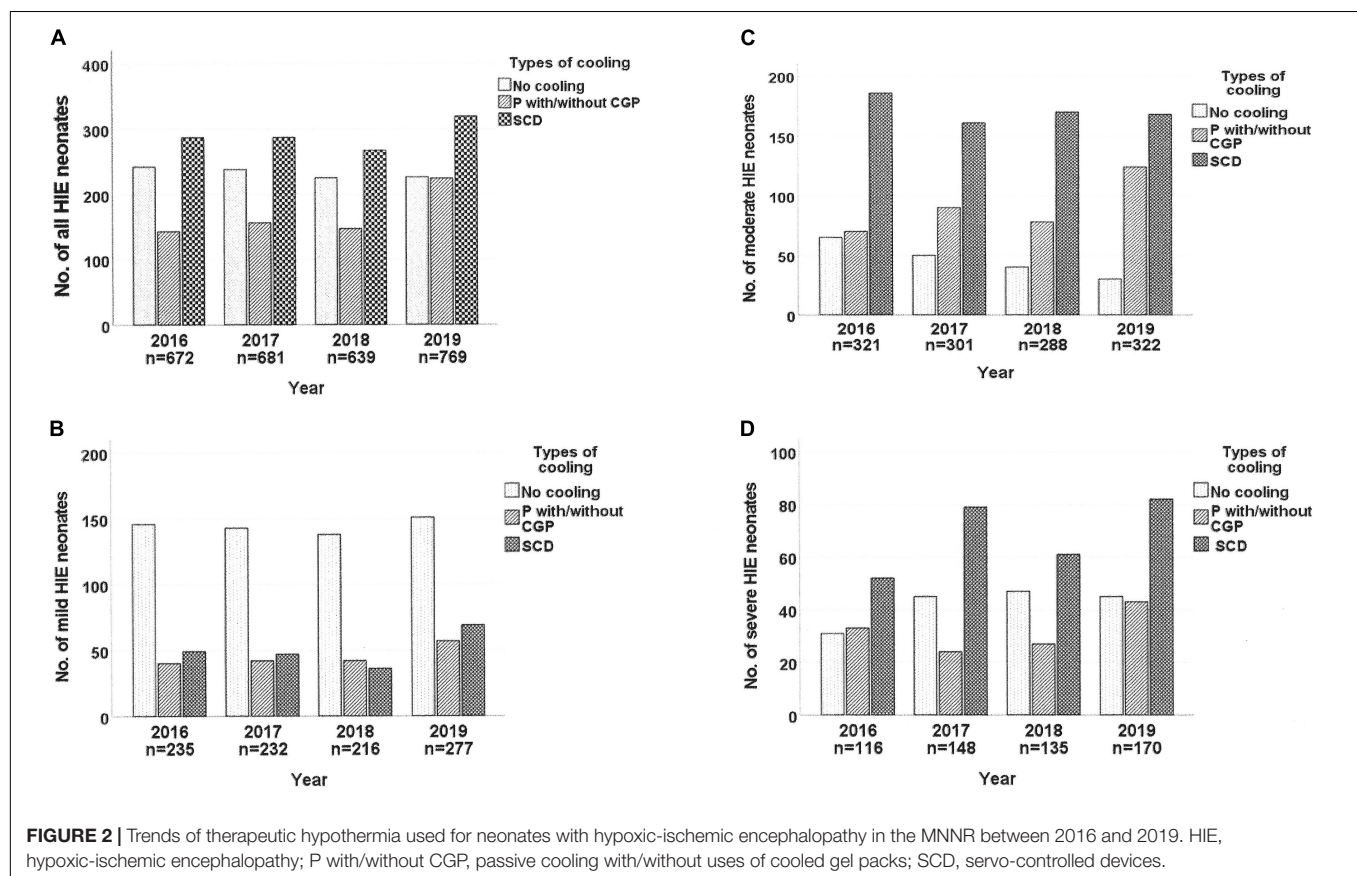 A
No. of all HIE neonates
400
300
200
100
0
Types of cooling
No cooling
P with/without CGP
SCD
2016
n=672
2017
n=681
2018
n=639
2019
n=769
Year
B
No. of mild HIE neonates
200
150
100
50
0
Types of
cooling
No cooling
P with/without
CGP
SCD
2016
n=235
2017
n=232
2018
n=216
2019
n=277
Year
C
No. of moderate HIE neonates
200
150
100
50
0
Types of
cooling
No cooling
P with/without
CGP
SCD
2016
n=321
2017
n=301
2018
n=288
2019
n=322
Year
D
No. of severe HIE neonates
100
80
60
40
20
0
Types of
cooling
No cooling
P with/without
CGP
SCD
2016
n=116
2017
n=148
2018
n=135
2019
n=170
Year
FIGURE 2 | Trends of therapeutic hypothermia used for neonates with hypoxic-ischemic encephalopathy in the MNNR between 2016 and 2019. HIE,
hypoxic-ischemic encephalopathy; P with/without CGP, passive cooling with/without uses of cooled gel packs; SCD, servo-controlled devices.